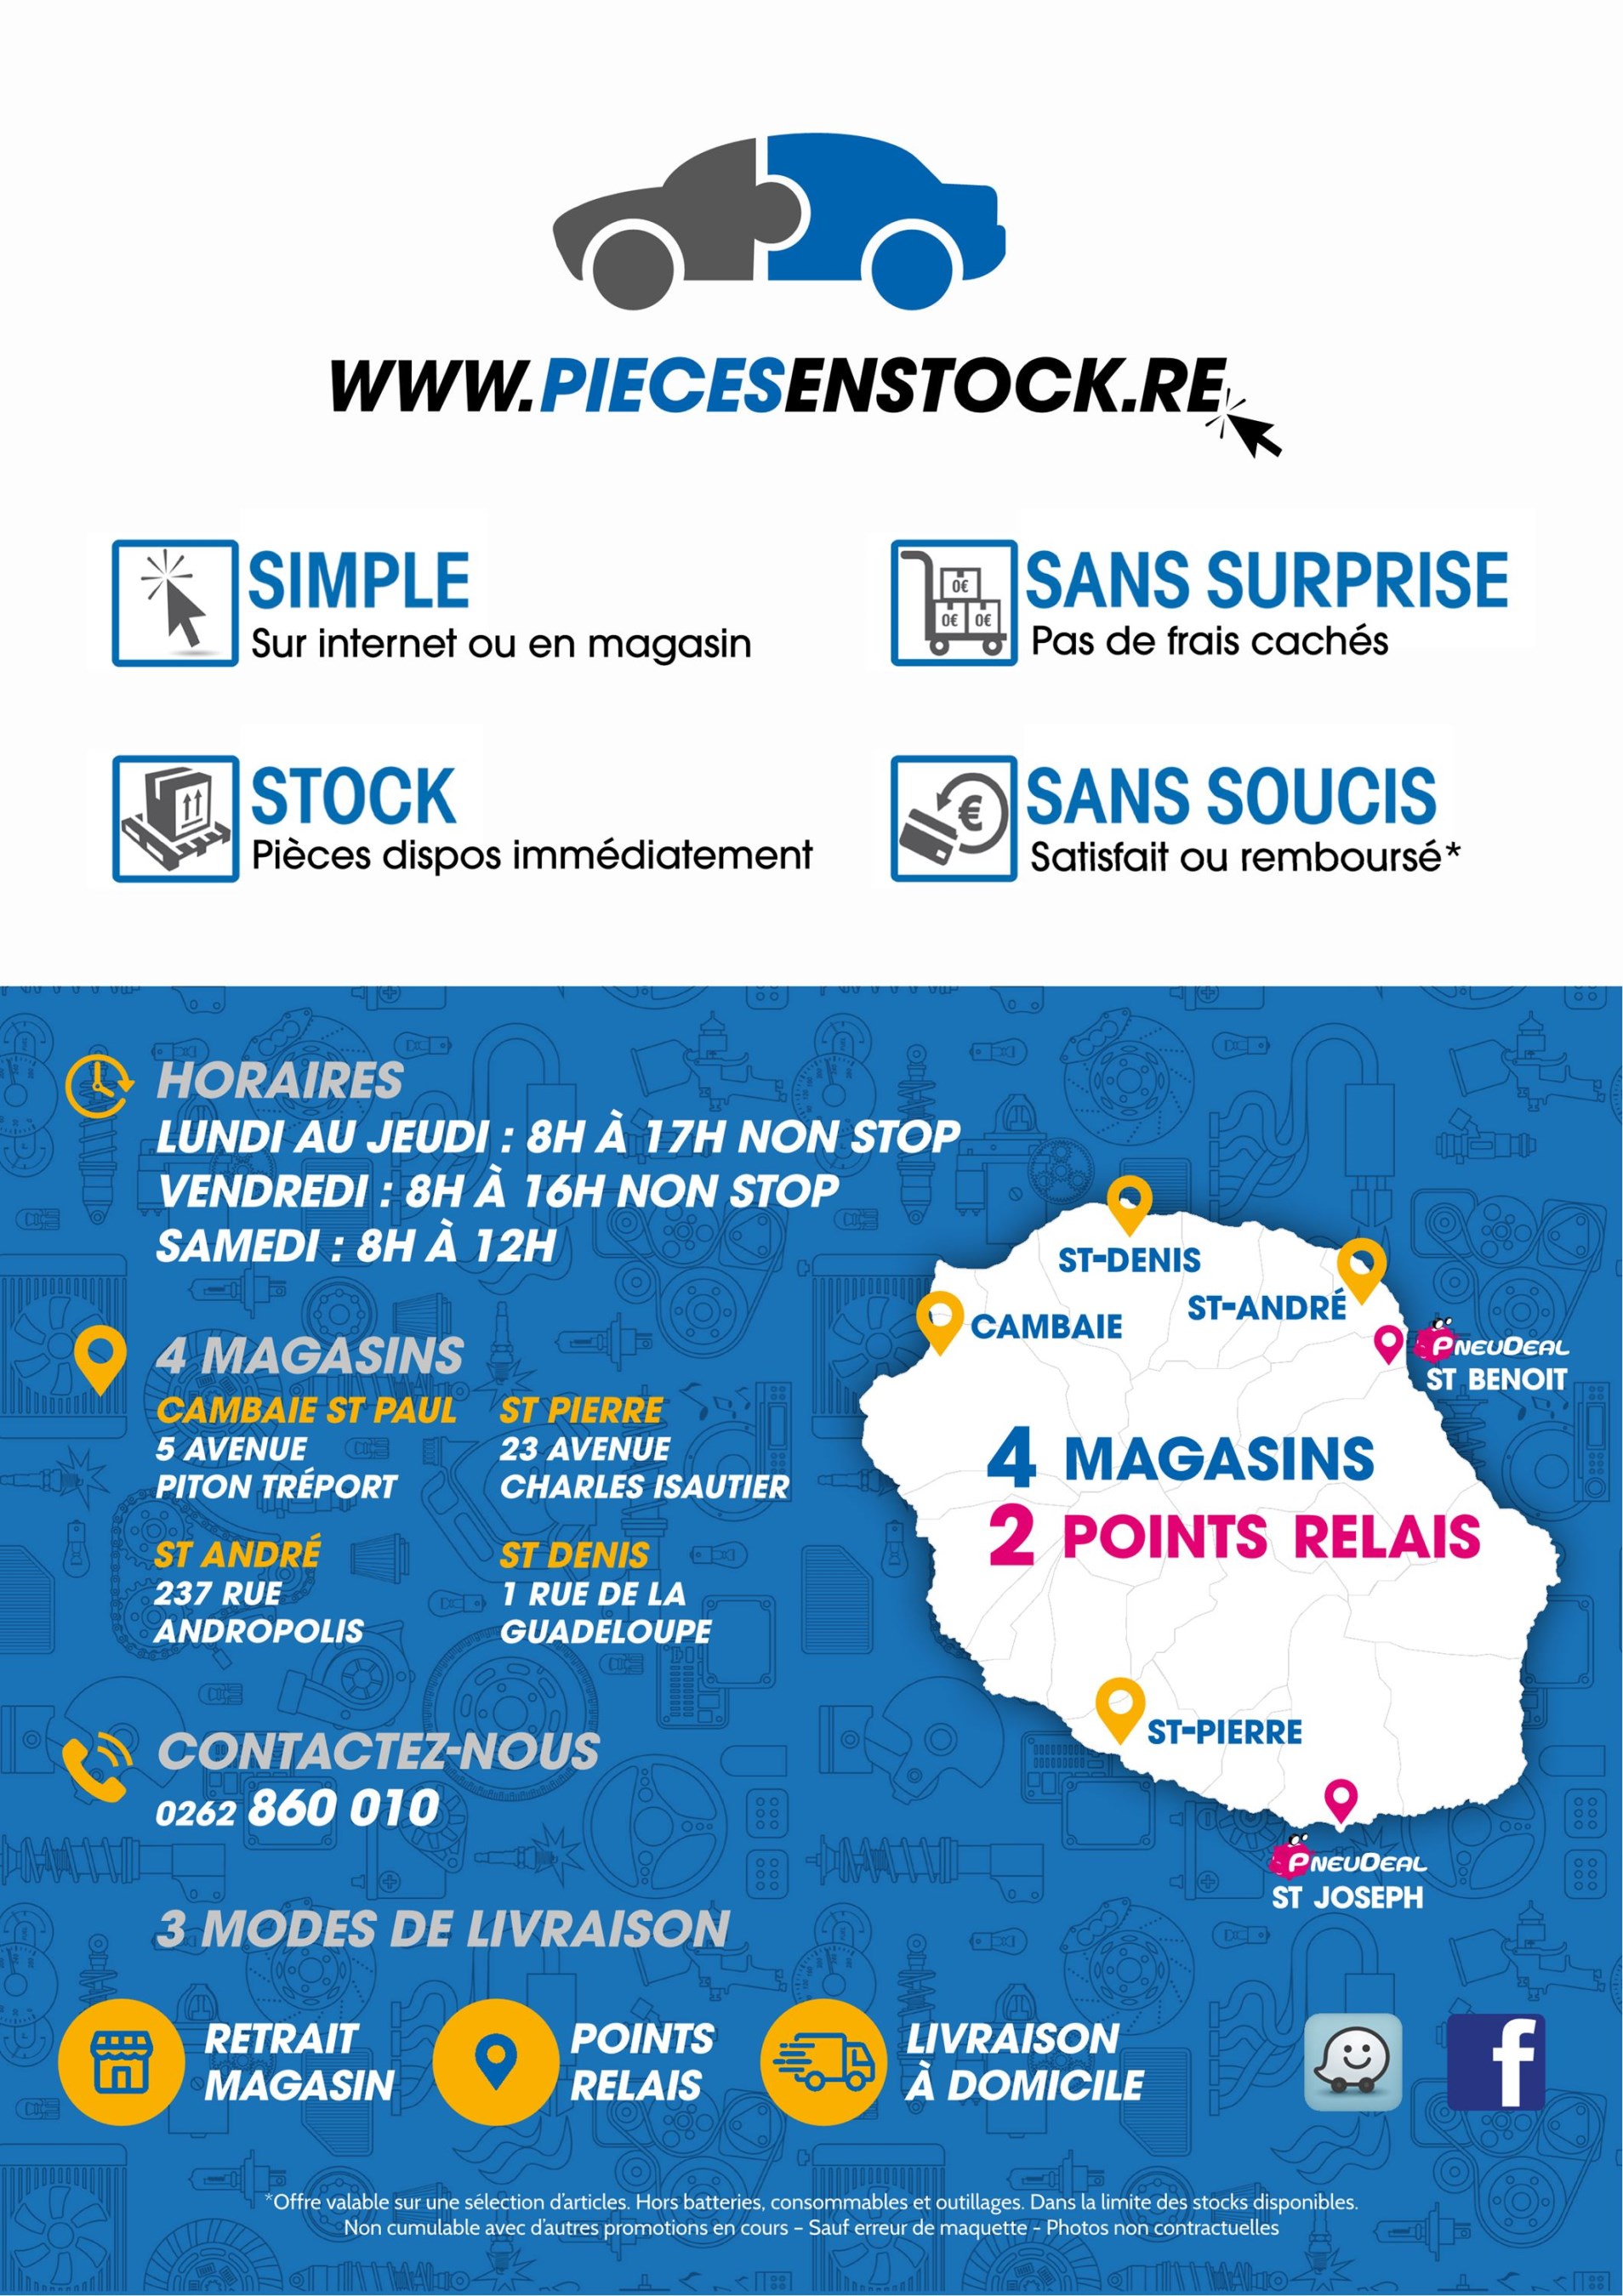 WWW.PIECESENSTOCK.RE
SIMPLE
Sur internet ou en magasin
0€
0€ 0€
SANS SURPRISE
Pas de frais cachés
STOCK
Pièces dispos immédiatement
€
SANS SOUCIS
Satisfait ou remboursé*
HORAIRES
LUNDI AU JEUDI : 8H À 17H NON STOP
VENDREDI : 8H À 16H NON STOP
SAMEDI : 8H À 12H
4 MAGASINS
CAMBAIE ST PAUL
5 AVENUE
PITON TRÉPORT
ST PIERRE
23 AVENUE
CHARLES ISAUTIER
ST ANDRÉ
237 RUE
ANDROPOLIS
ST DENIS
1 RUE DE LA
GUADELOUPE
CONTACTEZ-NOUS
0262 860 010
ST-DENIS
ST-ANDRÉ
CAMBAIE
PNEUDEAL
ST BENOIT
4 MAGASINS
2 POINTS RELAIS
ST-PIERRE
PNEUDEAL
ST JOSEPH
3 MODES DE LIVRAISON
RETRAIT
MAGASIN
POINTS
RELAIS
LIVRAISON
À DOMICILE
f
*Offre valable sur une sélection d'articles. Hors batteries, consommables et outillages. Dans la limite des stocks disponibles.
Non cumulable avec d'autres promotions en cours – Sauf erreur de maquette - Photos non contractuelles